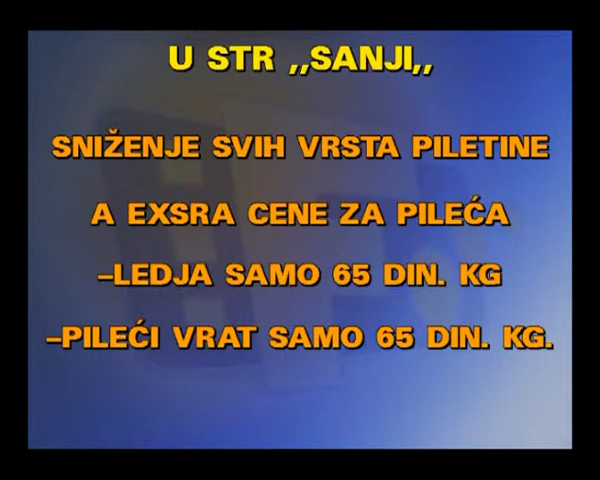 U STR ,,SANJI,,
SNIŽENJE SVIH VRSTA PILETINE
A EXSRA CENE ZA PILEĆA
–LEDJA SAMO 65 DIN. KG
–PILEĆI VRAT SAMO 65 DIN. KG.